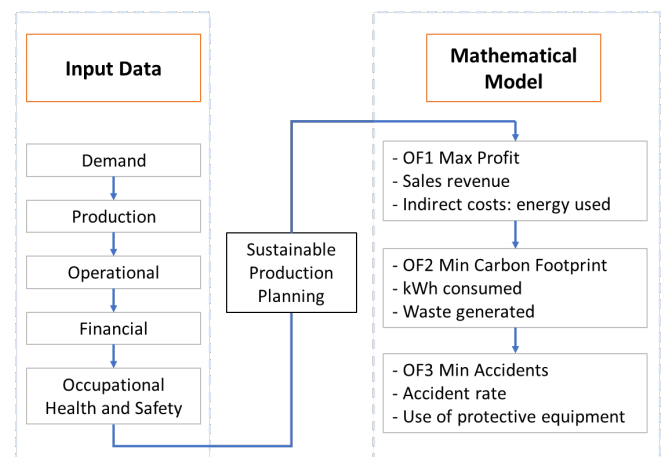 Input Data
Demand
Production
Operational
Financial
Occupational
Health and Safety
Sustainable
Production
Planning
Mathematical
Model
- OF1 Max Profit
- Sales revenue
- Indirect costs: energy used
- OF2 Min Carbon Footprint
- kWh consumed
- Waste generated
- OF3 Min Accidents
- Accident rate
- Use of protective equipment